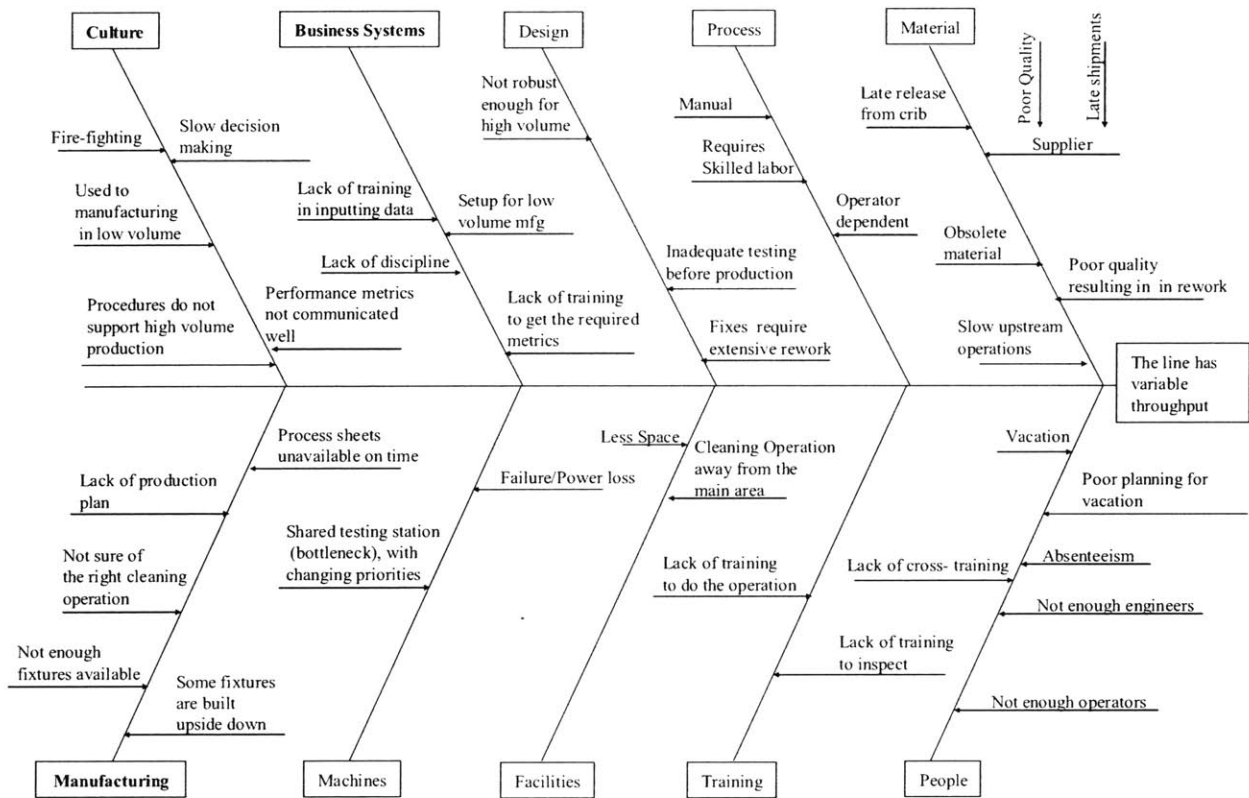 Culture
Business Systems
Design
Process
Material
Poor Quality
Late shipments
Fire-fighting
Slow decision
making
Used to
manufacturing
in low volume
Procedures do not
support high volume
production
Performance metrics
not communicated
well
Lack of training
in inputting data
Setup for low
volume mfg
Lack of discipline
Lack of training
to get the required
metrics
Not robust
enough for
high volume
Inadequate testing
before production
Fixes require
extensive rework
Manual
Requires
Skilled labor
Operator
dependent
Late release
from crib
Supplier
Obsolete
material
Poor quality
resulting in in rework
Slow upstream
operations
The line has
variable
throughput
Process sheets
unavailable on time
Lack of production
plan
Not sure of
the right cleaning
operation
Not enough
fixtures available
Some fixtures
are built
upside down
Failure/Power loss
Shared testing station
(bottleneck), with
changing priorities
Less Space
Cleaning Operation
away from the
main area
Lack of training
to do the operation
Lack of training
to inspect
Vacation
Poor planning for
vacation
Absenteeism
Lack of cross- training
Not enough engineers
Not enough operators
Manufacturing
Machines
Facilities
Training
People